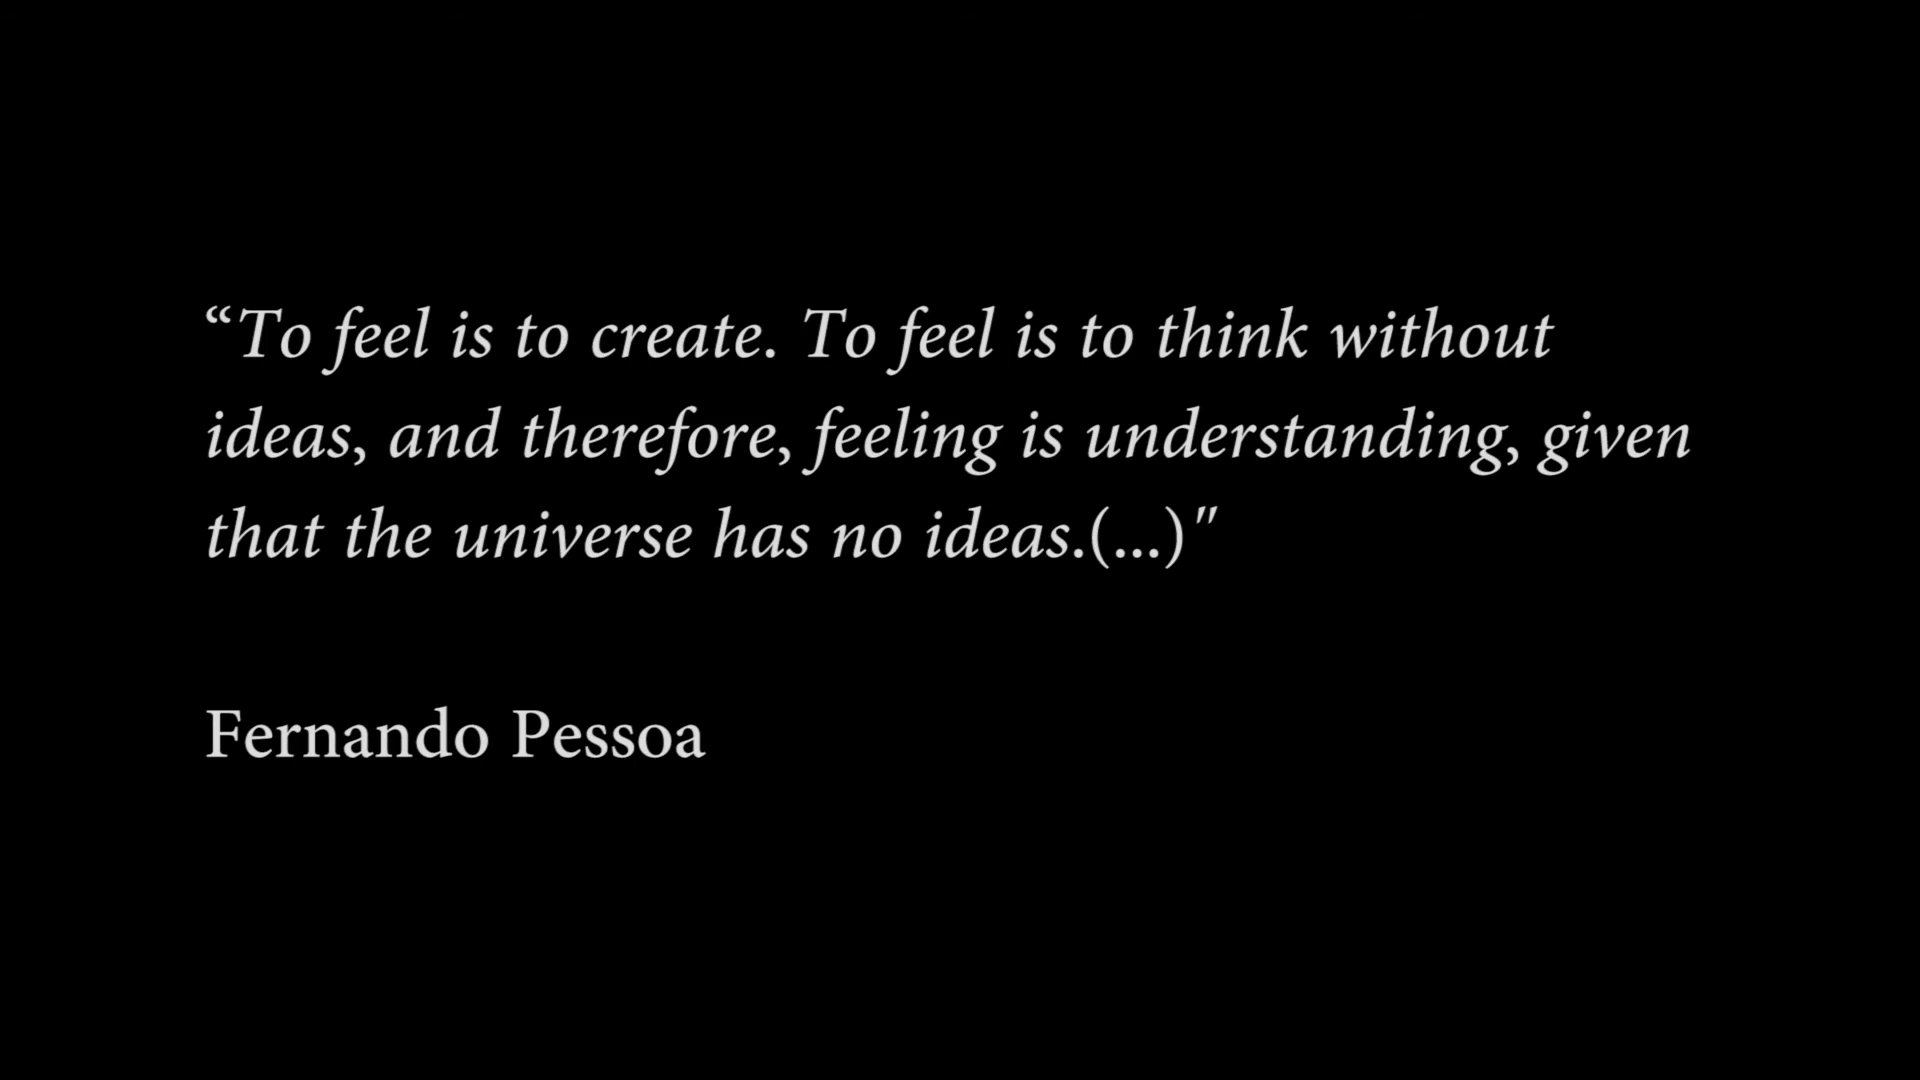 “To feel is to create. To feel is to think without
ideas, and therefore, feeling is understanding, given
that the universe has no ideas.(...)"
Fernando Pessoa